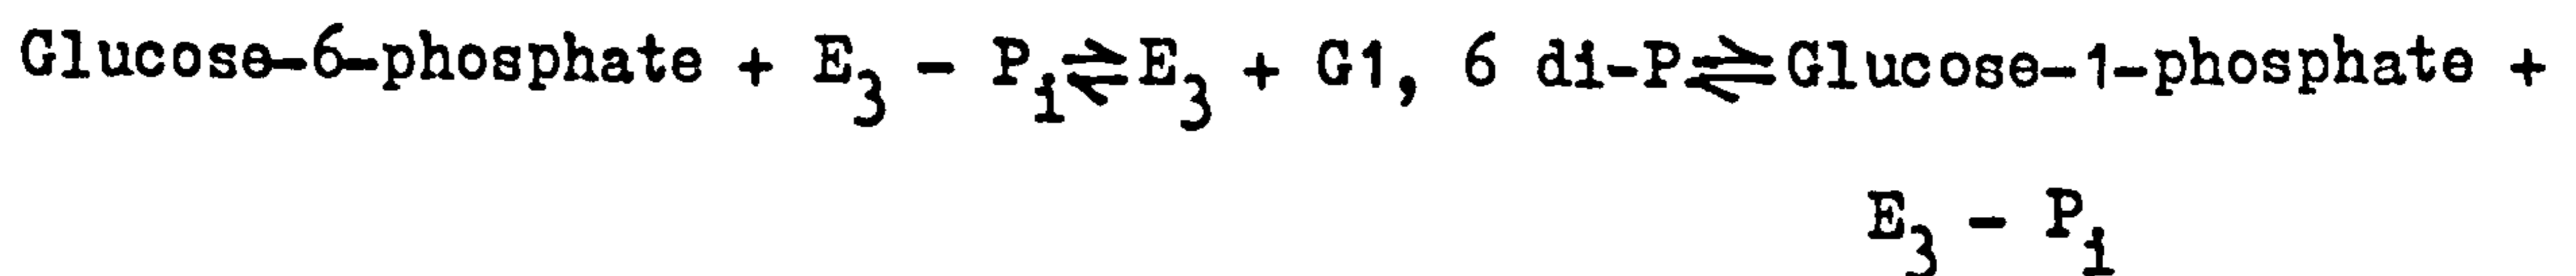 Glucose-6-phosphate + E₃ - Pᵢ⇌E₃ + G1, 6 di-P⇌Glucose-1-phosphate +
E₃ - Pᵢ